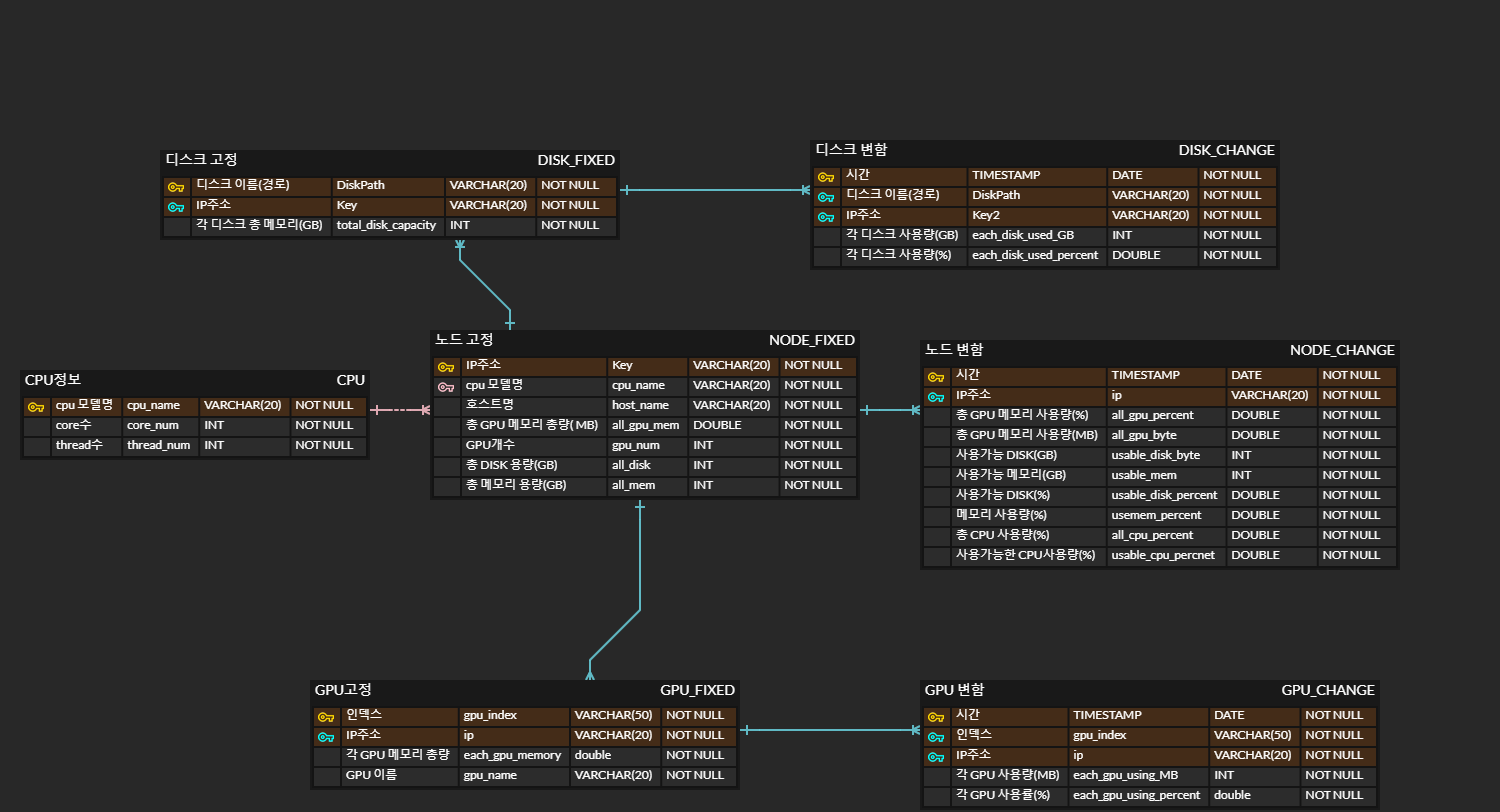 디스크 고정 DISK_FIXED
디스크 이름(경로) DiskPath VARCHAR(20) NOT NULL
IP주소 Key VARCHAR(20) NOT NULL
각 디스크 총 메모리(GB) total_disk_capacity INT NOT NULL
디스크 변함 DISK_CHANGE
시간 TIMESTAMP DATE NOT NULL
디스크 이름(경로) DiskPath VARCHAR(20) NOT NULL
IP주소 Key2 VARCHAR(20) NOT NULL
각 디스크 사용량(GB) each_disk_used_GB INT NOT NULL
각 디스크 사용량(%) each_disk_used_percent DOUBLE NOT NULL
CPU정보 CPU
cpu 모델명 cpu_name VARCHAR(20) NOT NULL
core수 core_num INT NOT NULL
thread수 thread_num INT NOT NULL
노드 고정 NODE_FIXED
IP주소 Key VARCHAR(20) NOT NULL
cpu 모델명 cpu_name VARCHAR(20) NOT NULL
호스트명 host_name VARCHAR(20) NOT NULL
총 GPU 메모리 총량( MB) all_gpu_mem DOUBLE NOT NULL
GPU개수 gpu_num INT NOT NULL
총 DISK 용량(GB) all_disk INT NOT NULL
총 메모리 용량(GB) all_mem INT NOT NULL
노드 변함 NODE_CHANGE
시간 TIMESTAMP DATE NOT NULL
IP주소 ip VARCHAR(20) NOT NULL
총 GPU 메모리 사용량(%) all_gpu_percent DOUBLE NOT NULL
총 GPU 메모리 사용량(MB) all_gpu_byte DOUBLE NOT NULL
사용가능 DISK(GB) usable_disk_byte INT NOT NULL
사용가능 메모리(GB) usable_mem INT NOT NULL
사용가능 DISK(%) usable_disk_percent DOUBLE NOT NULL
메모리 사용량(%) usemem_percent DOUBLE NOT NULL
총 CPU 사용량(%) all_cpu_percent DOUBLE NOT NULL
사용가능한 CPU사용량(%) usable_cpu_percnet DOUBLE NOT NULL
GPU고정 GPU_FIXED
인덱스 gpu_index VARCHAR(50) NOT NULL
IP주소 ip VARCHAR(20) NOT NULL
각 GPU 메모리 총량 each_gpu_memory double NOT NULL
GPU 이름 gpu_name VARCHAR(20) NOT NULL
GPU 변함 GPU_CHANGE
시간 TIMESTAMP DATE NOT NULL
인덱스 gpu_index VARCHAR(50) NOT NULL
IP주소 ip VARCHAR(20) NOT NULL
각 GPU 사용량(MB) each_gpu_using_MB INT NOT NULL
각 GPU 사용률(%) each_gpu_using_percent double NOT NULL